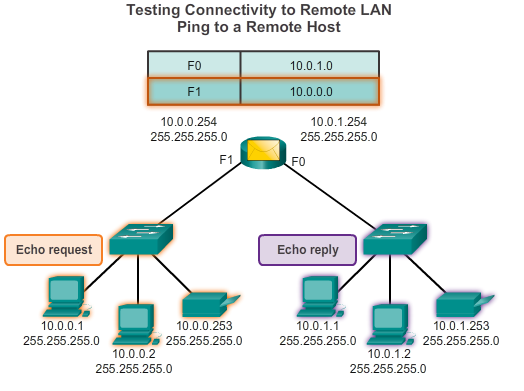 Testing Connectivity to Remote LAN
Ping to a Remote Host
F0 10.0.1.0
F1 10.0.0.0
10.0.0.254
255.255.255.0
10.0.1.254
255.255.255.0
F1
F0
Echo request
Echo reply
10.0.0.1
255.255.255.0
10.0.0.2
255.255.255.0
10.0.0.253
255.255.255.0
10.0.1.1
255.255.255.0
10.0.1.2
255.255.255.0
10.0.1.253
255.255.255.0